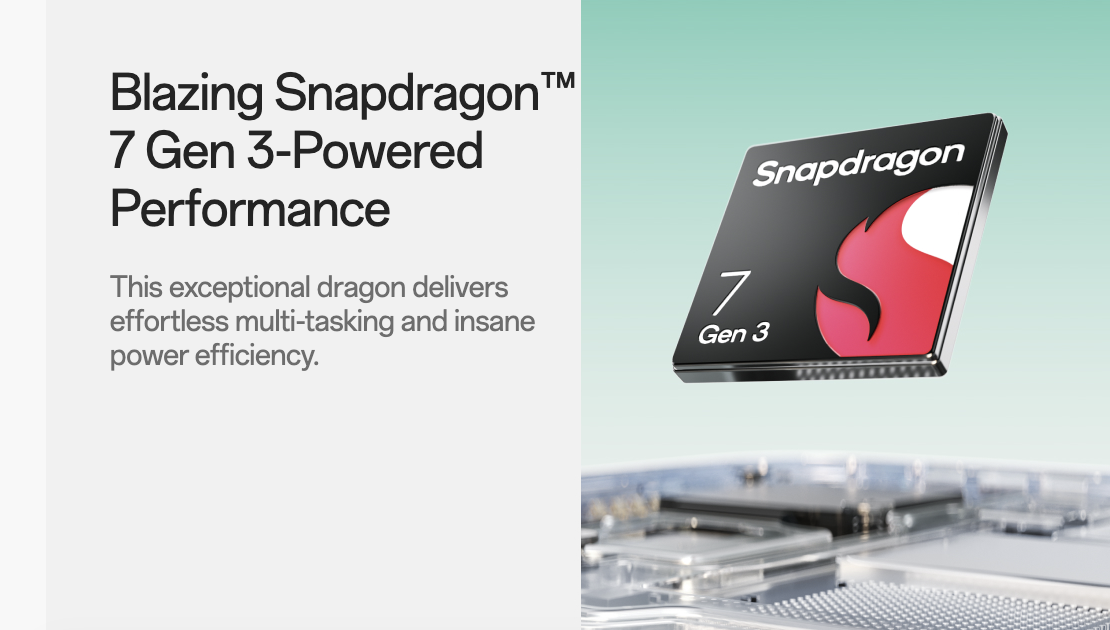 Blazing Snapdragon™
7 Gen 3-Powered
Performance
This exceptional dragon delivers
effortless multi-tasking and insane
power efficiency.
Snapdragon
7
Gen 3